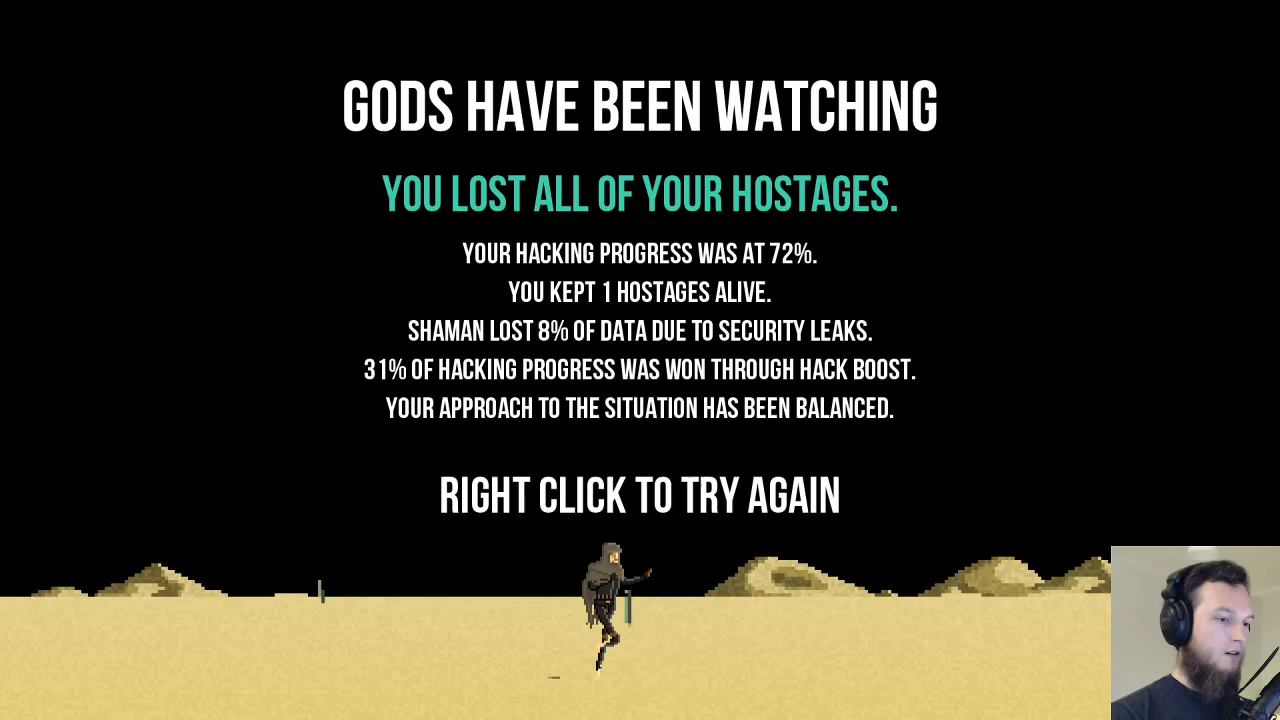 GODS HAVE BEEN WATCHING
YOU LOST ALL OF YOUR HOSTAGES.
YOUR HACKING PROGRESS WAS AT 72%.
YOU KEPT 1 HOSTAGES ALIVE.
SHAMAN LOST 8% OF DATA DUE TO SECURITY LEAKS.
31% OF HACKING PROGRESS WAS WON THROUGH HACK BOOST.
YOUR APPROACH TO THE SITUATION HAS BEEN BALANCED.
RIGHT CLICK TO TRY AGAIN